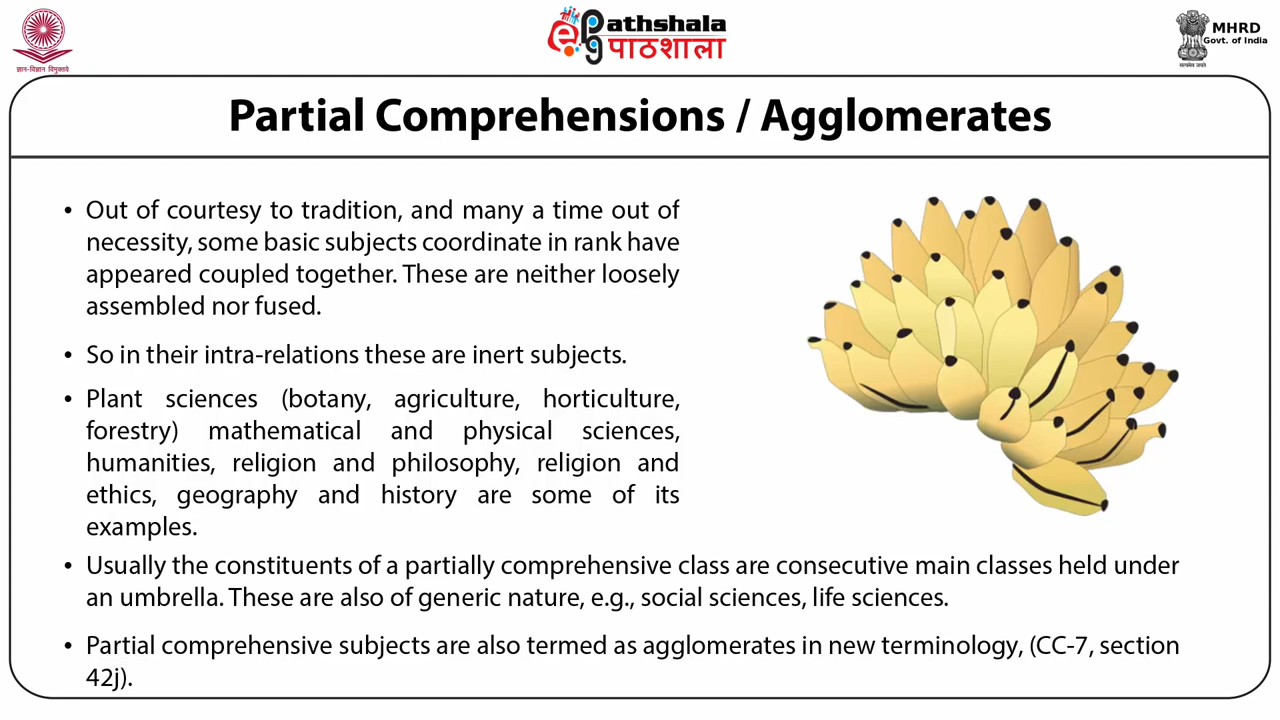 ज्ञान-विज्ञान विमुक्तये
ePathshala
पाठशाला
सत्यमेव जयते
MHRD
Govt. of India
Partial Comprehensions / Agglomerates
• Out of courtesy to tradition, and many a time out of
necessity, some basic subjects coordinate in rank have
appeared coupled together. These are neither loosely
assembled nor fused.
• So in their intra-relations these are inert subjects.
• Plant sciences (botany, agriculture, horticulture,
forestry) mathematical and physical sciences,
humanities, religion and philosophy, religion and
ethics, geography and history are some of its
examples.
• Usually the constituents of a partially comprehensive class are consecutive main classes held under
an umbrella. These are also of generic nature, e.g., social sciences, life sciences.
• Partial comprehensive subjects are also termed as agglomerates in new terminology, (CC-7, section
42j).